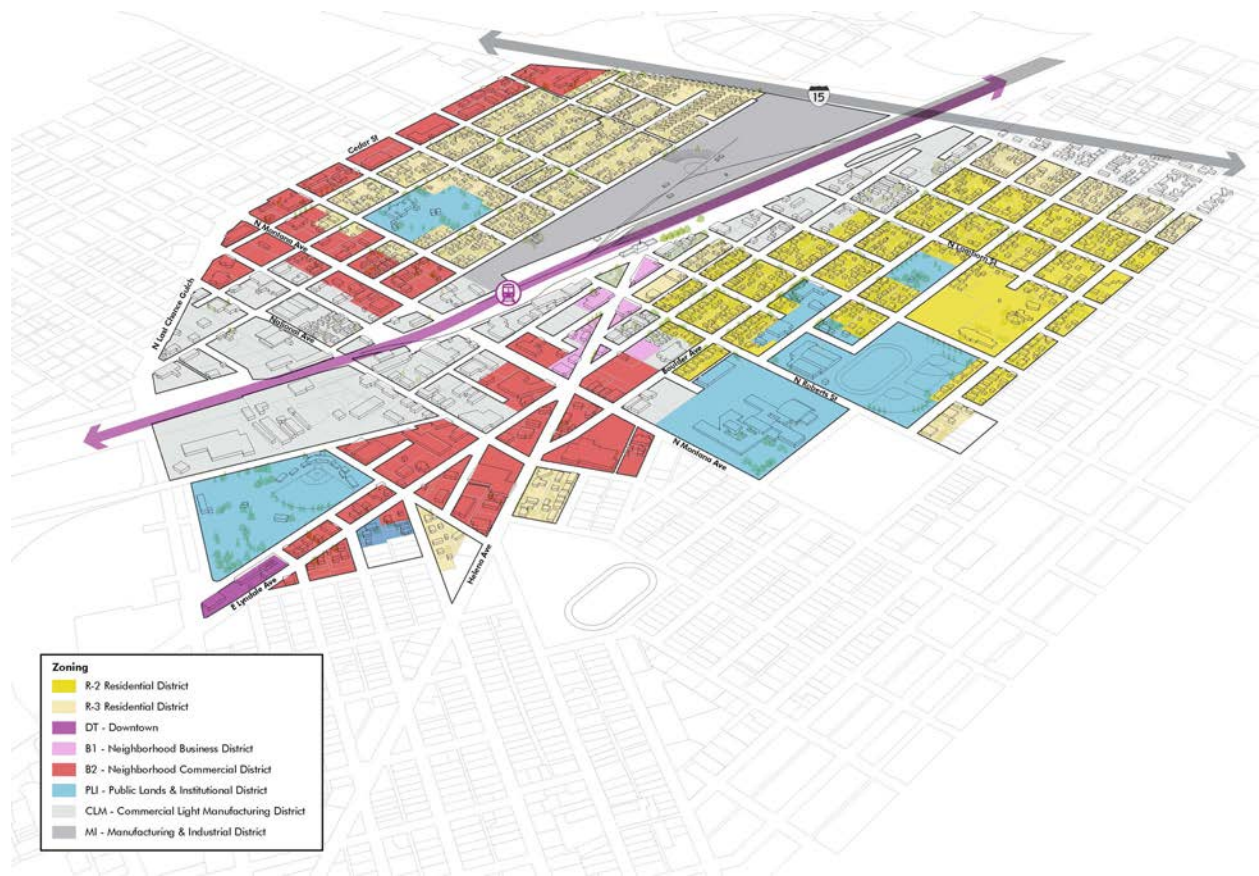 15
Cedar St
N Montana Ave
N Last Chance Gulch
National Ave
N Lamborn St
Boulder Ave
N Roberts St
N Montana Ave
Helena Ave
E Lyndale Ave
Zoning
R-2 Residential District
R-3 Residential District
DT - Downtown
B1 - Neighborhood Business District
B2 - Neighborhood Commercial District
PLI - Public Lands & Institutional District
CLM - Commercial Light Manufacturing District
MI - Manufacturing & Industrial District